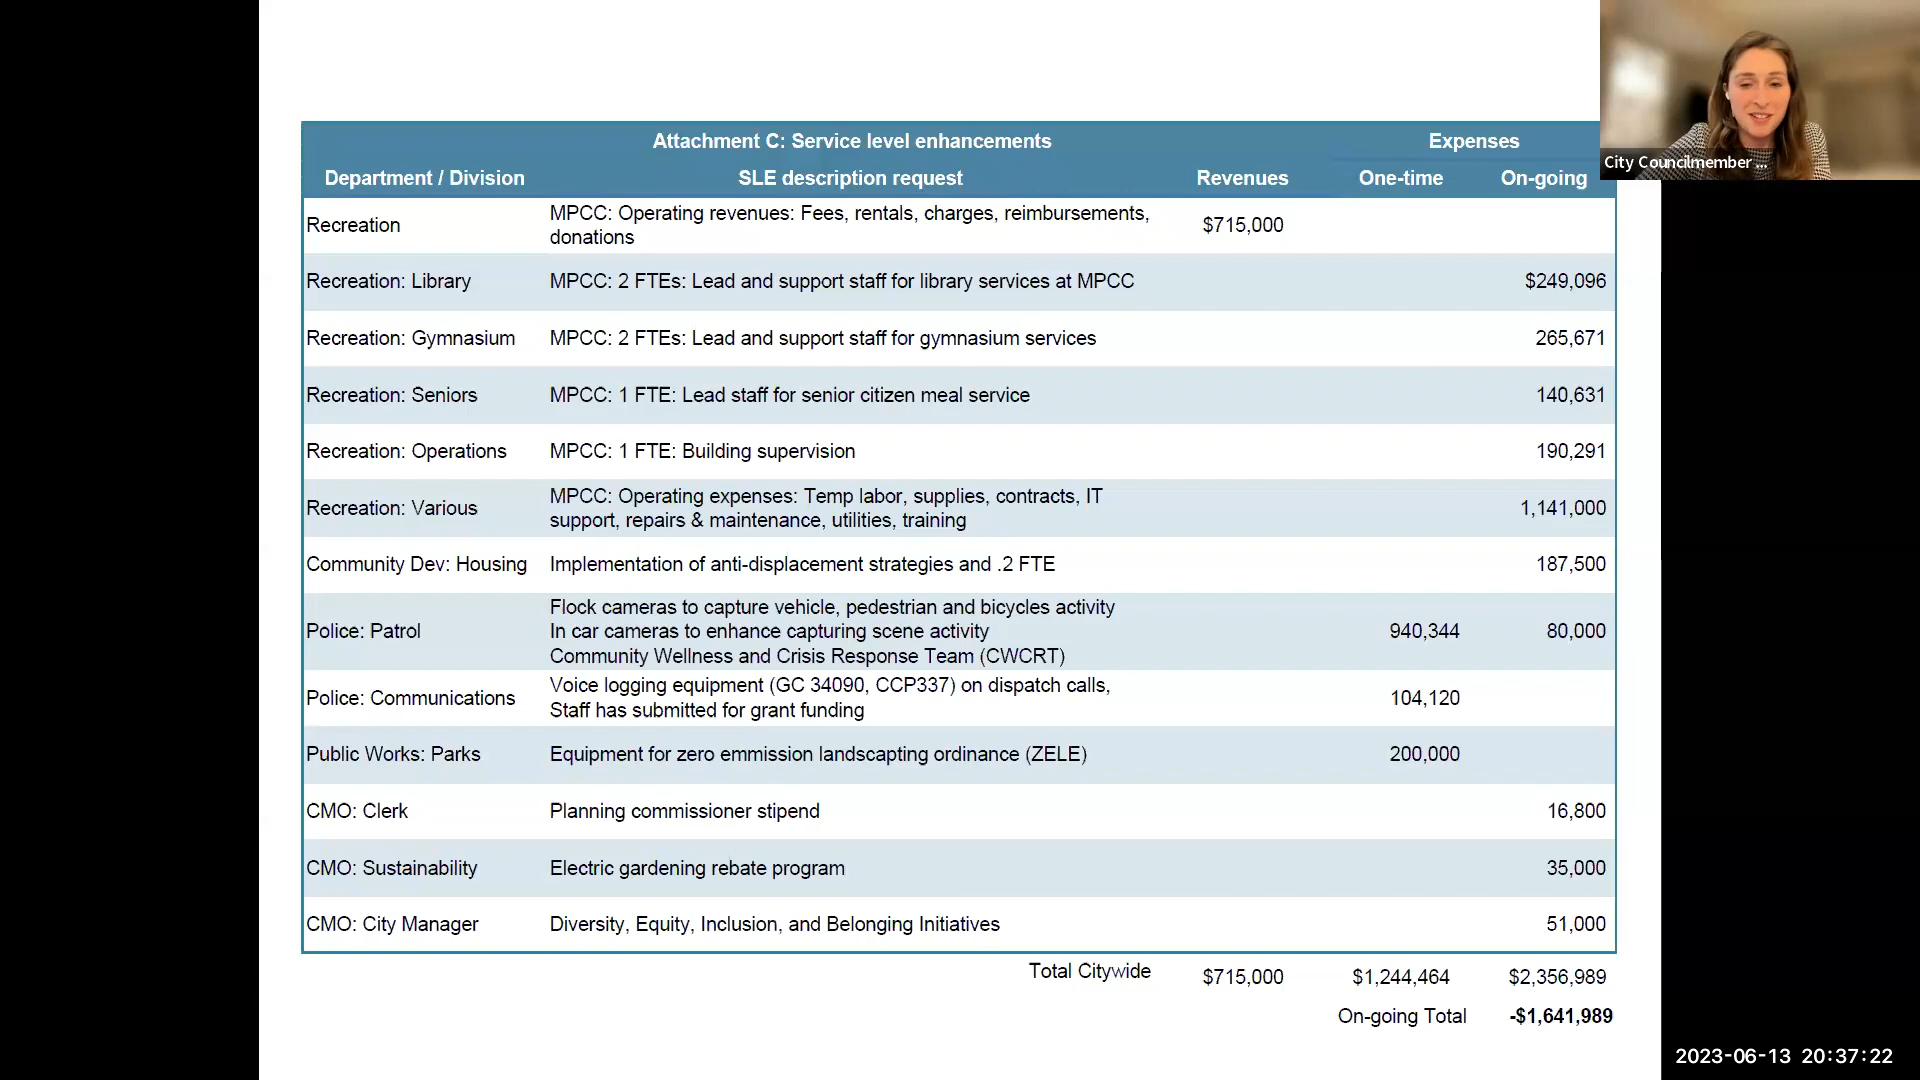 City Councilmember ...
Attachment C: Service level enhancements Expenses
Department / Division SLE description request Revenues One-time On-going
Recreation MPCC: Operating revenues: Fees, rentals, charges, reimbursements,
donations $715,000
Recreation: Library MPCC: 2 FTEs: Lead and support staff for library services at MPCC $249,096
Recreation: Gymnasium MPCC: 2 FTEs: Lead and support staff for gymnasium services 265,671
Recreation: Seniors MPCC: 1 FTE: Lead staff for senior citizen meal service 140,631
Recreation: Operations MPCC: 1 FTE: Building supervision 190,291
Recreation: Various MPCC: Operating expenses: Temp labor, supplies, contracts, IT
support, repairs & maintenance, utilities, training 1,141,000
Community Dev: Housing Implementation of anti-displacement strategies and .2 FTE 187,500
Flock cameras to capture vehicle, pedestrian and bicycles activity
Police: Patrol In car cameras to enhance capturing scene activity 940,344 80,000
Community Wellness and Crisis Response Team (CWCRT)
Police: Communications Voice logging equipment (GC 34090, CCP337) on dispatch calls,
Staff has submitted for grant funding 104,120
Public Works: Parks Equipment for zero emmission landscapting ordinance (ZELE) 200,000
CMO: Clerk Planning commissioner stipend 16,800
CMO: Sustainability Electric gardening rebate program 35,000
CMO: City Manager Diversity, Equity, Inclusion, and Belonging Initiatives 51,000
Total Citywide $715,000 $1,244,464 $2,356,989
On-going Total -$1,641,989
2023-06-13 20:37:22